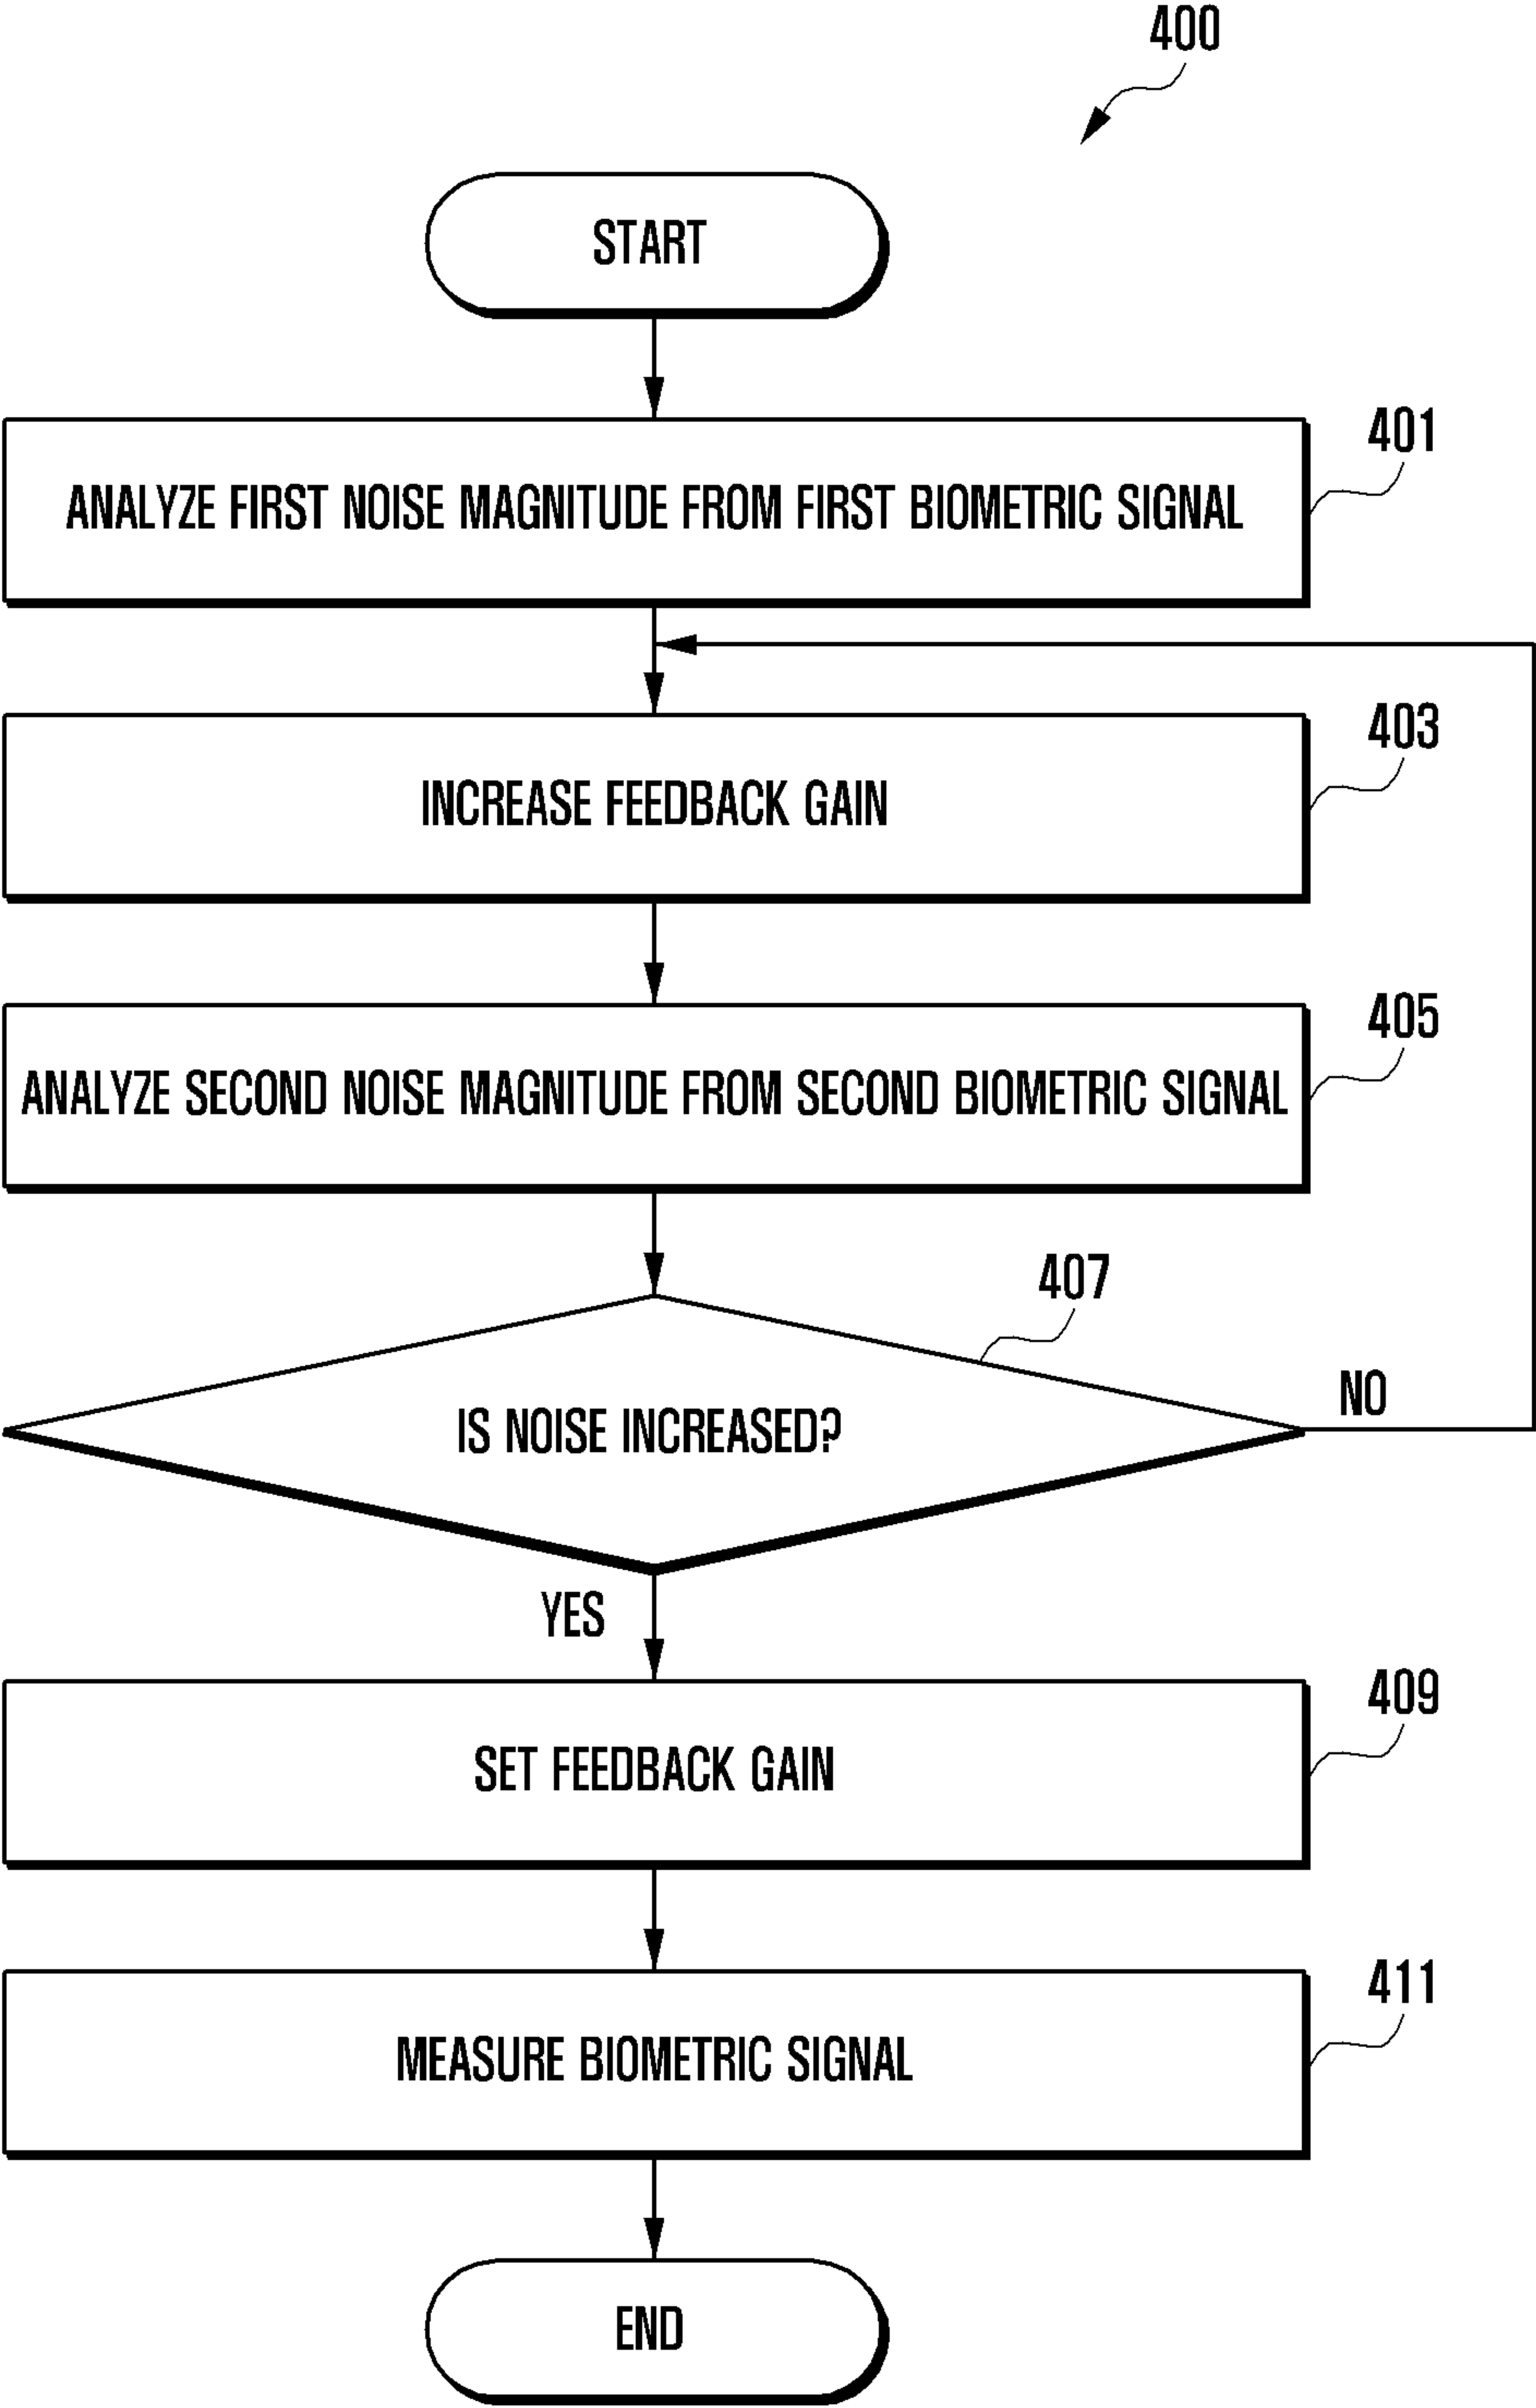 400
START
401
ANALYZE FIRST NOISE MAGNITUDE FROM FIRST BIOMETRIC SIGNAL
403
INCREASE FEEDBACK GAIN
405
ANALYZE SECOND NOISE MAGNITUDE FROM SECOND BIOMETRIC SIGNAL
407
NO
IS NOISE INCREASED?
YES
409
SET FEEDBACK GAIN
411
MEASURE BIOMETRIC SIGNAL
END